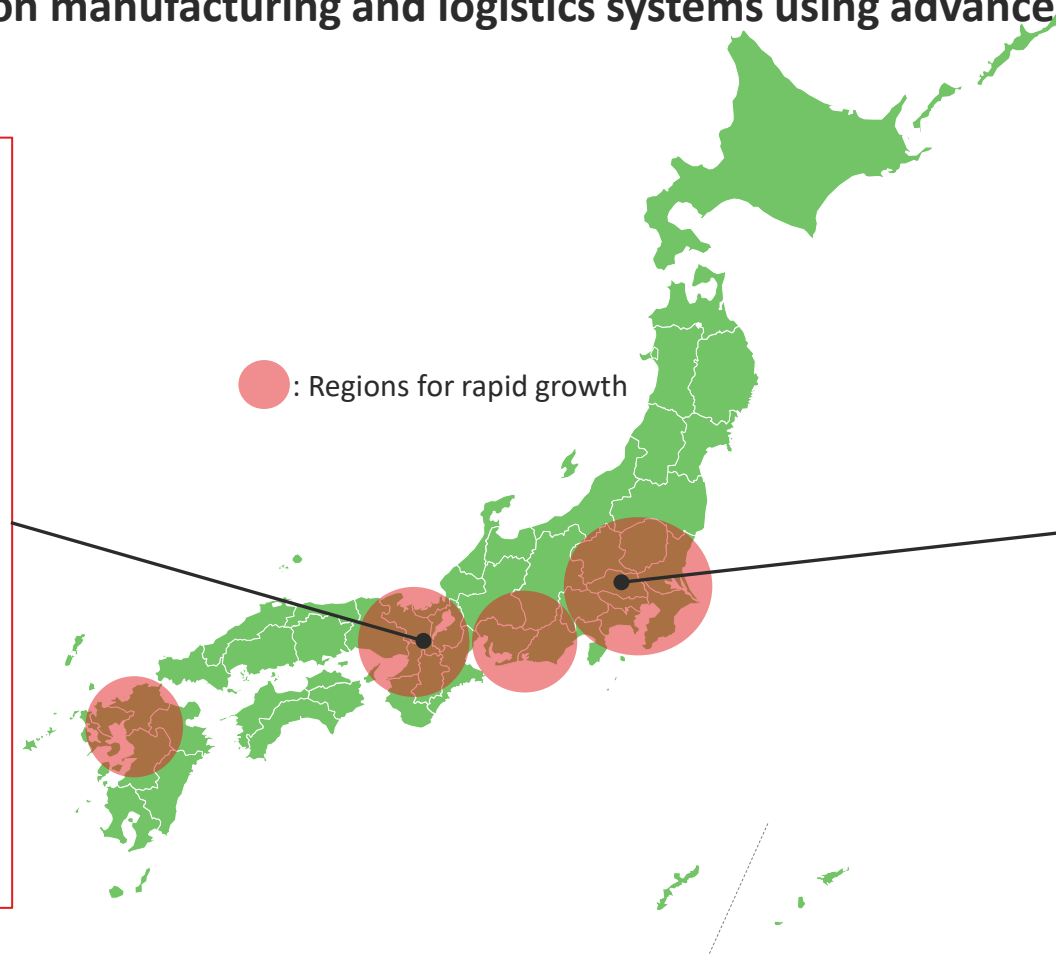 on manufacturing and logistics systems using advance
: Regions for rapid growth